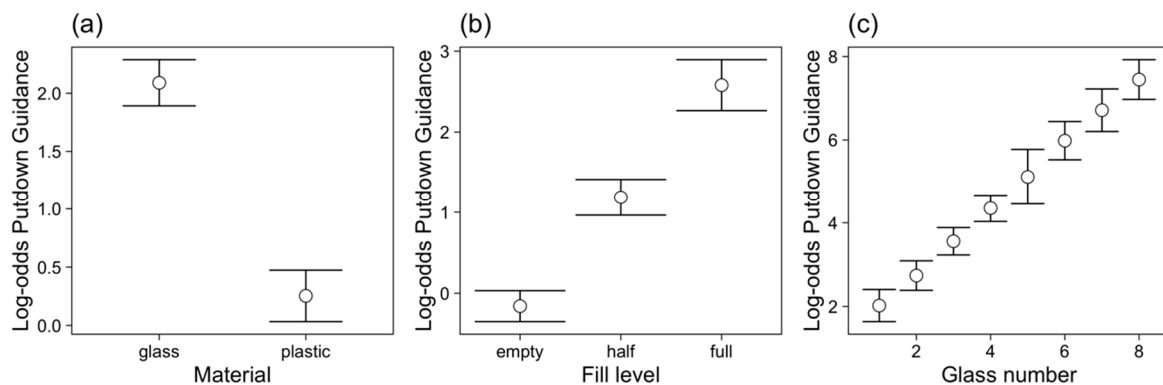 (a)
Log-odds Putdown Guidance
2.0
1.5
1.0
0.5
0.0
glass plastic
Material
(b)
Log-odds Putdown Guidance
3
2
1
0
empty half full
Fill level
(c)
Log-odds Putdown Guidance
8
6
4
2
2 4 6 8
Glass number